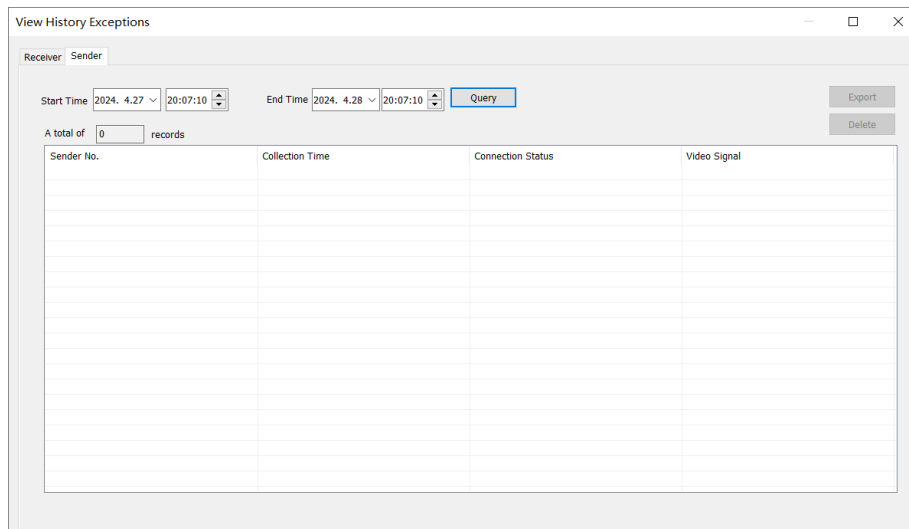 View History Exceptions
Receiver Sender
Start Time 2024. 4.27 20:07:10 End Time 2024. 4.28 20:07:10 Query Export
Delete
A total of 0 records
Sender No. Collection Time Connection Status Video Signal